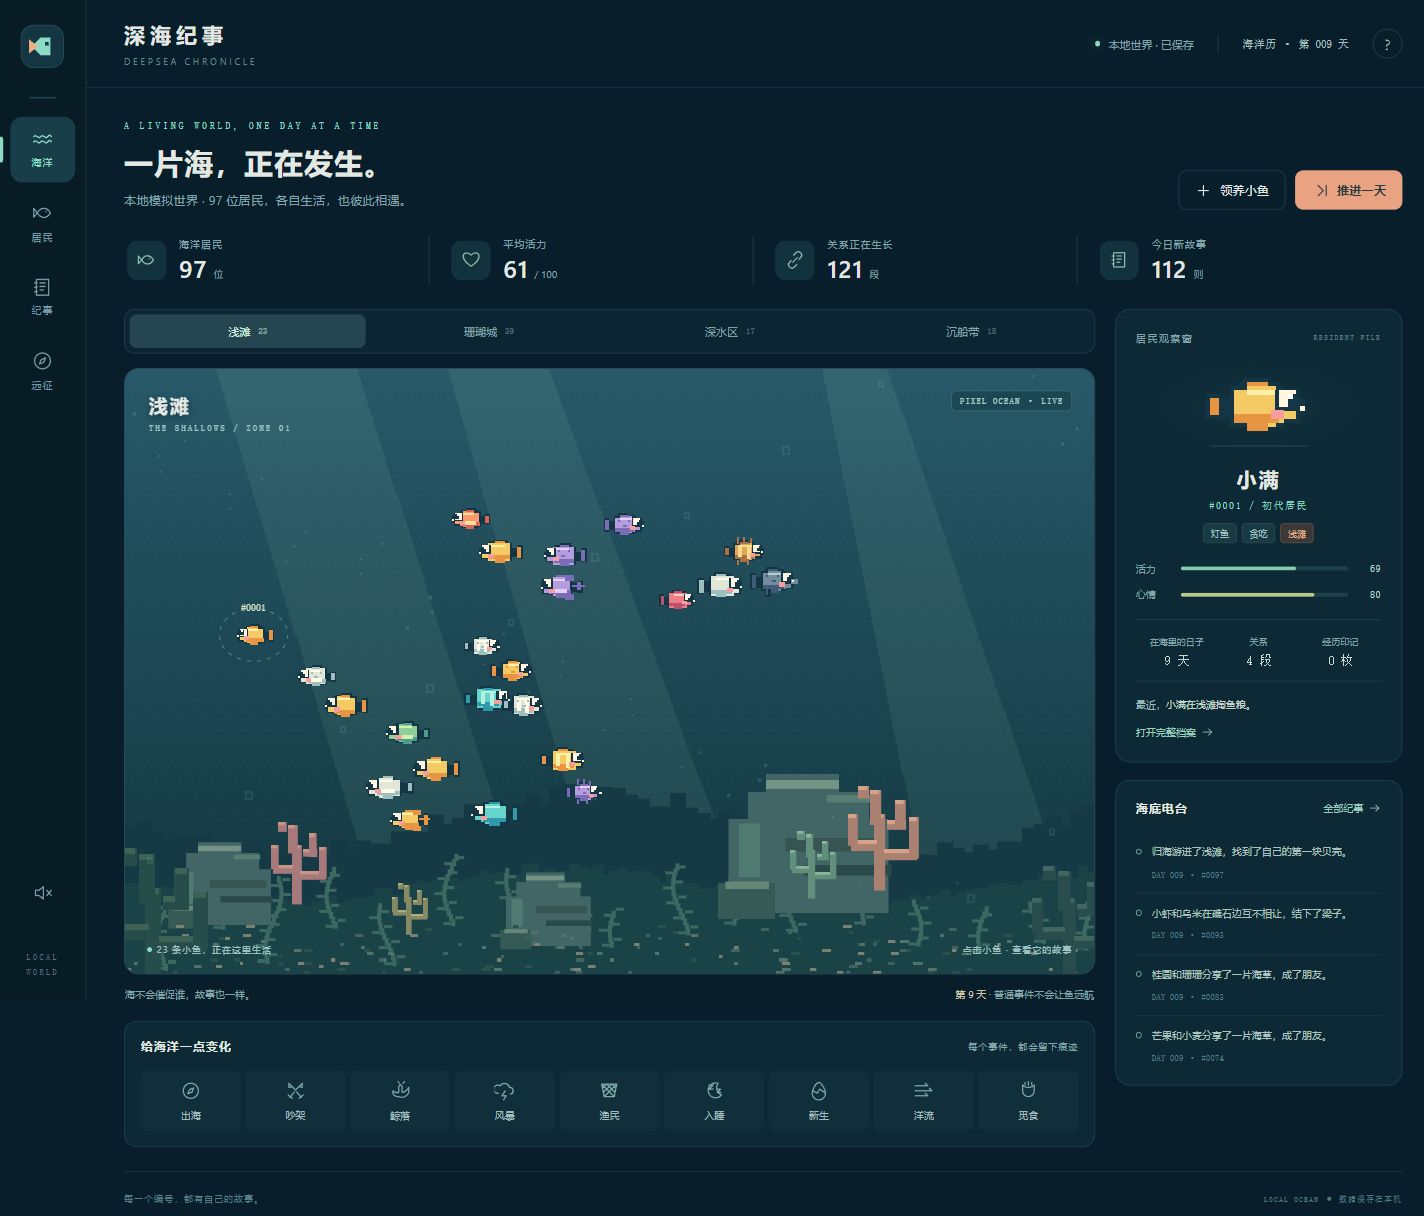 深海纪事
DEEPSEA CHRONICLE
本地世界 · 已保存
海洋历 · 第 009 天
?
海洋
居民
纪事
远征
LOCAL
WORLD
A LIVING WORLD, ONE DAY AT A TIME
一片海，正在发生。
本地模拟世界 · 97 位居民，各自生活，也彼此相遇。
+ 领养小鱼
推进一天
海洋居民
97 位
平均活力
61 / 100
关系正在生长
121 段
今日新故事
112 则
浅滩 23
珊瑚城 39
深水区 17
沉船带 18
浅滩
THE SHALLOWS / ZONE 01
PIXEL OCEAN · LIVE
#0001
23 条小鱼，正在这里生活
点击小鱼 · 查看它的故事
海不会催促谁，故事也一样。
第 9 天 · 普通事件不会让鱼远航
给海洋一点变化
每个事件，都会留下痕迹
出海
吵架
鲸落
风暴
渔民
入睡
新生
洋流
觅食
居民观察窗
RESIDENT FILE
小满
#0001 / 初代居民
灯鱼
贪吃
浅滩
活力 69
心情 80
在海里的日子
9 天
关系
4 段
经历印记
0 枚
最近，小满在浅滩掏鱼粮。
打开完整档案 →
海底电台
全部纪事 →
归海游进了浅滩，找到了自己的第一块贝壳。
DAY 009 · #0097
小虾和乌米在礁石边互不相让，结下了梁子。
DAY 009 · #0093
桂圆和珊珊分享了一片海草，成了朋友。
DAY 009 · #0083
芒果和小麦分享了一片海草，成了朋友。
DAY 009 · #0074
每一个编号，都有自己的故事。
LOCAL OCEAN • 数据保存在本机